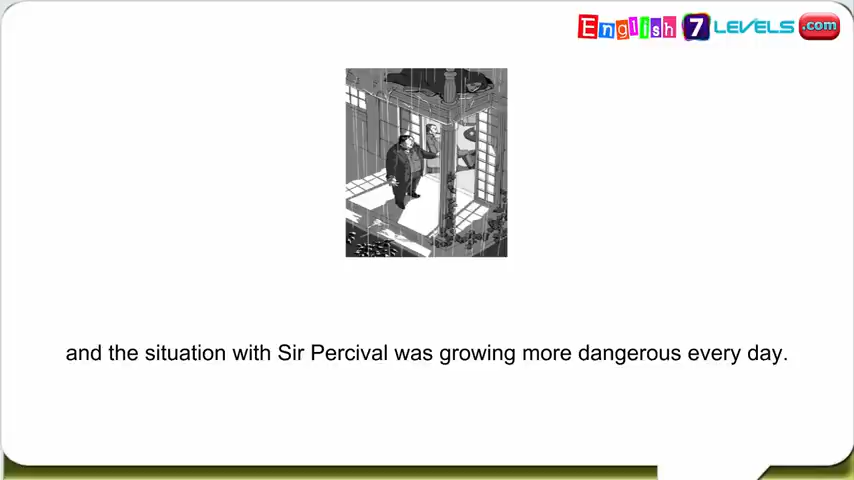 English 7 LEVELS .com
and the situation with Sir Percival was growing more dangerous every day.